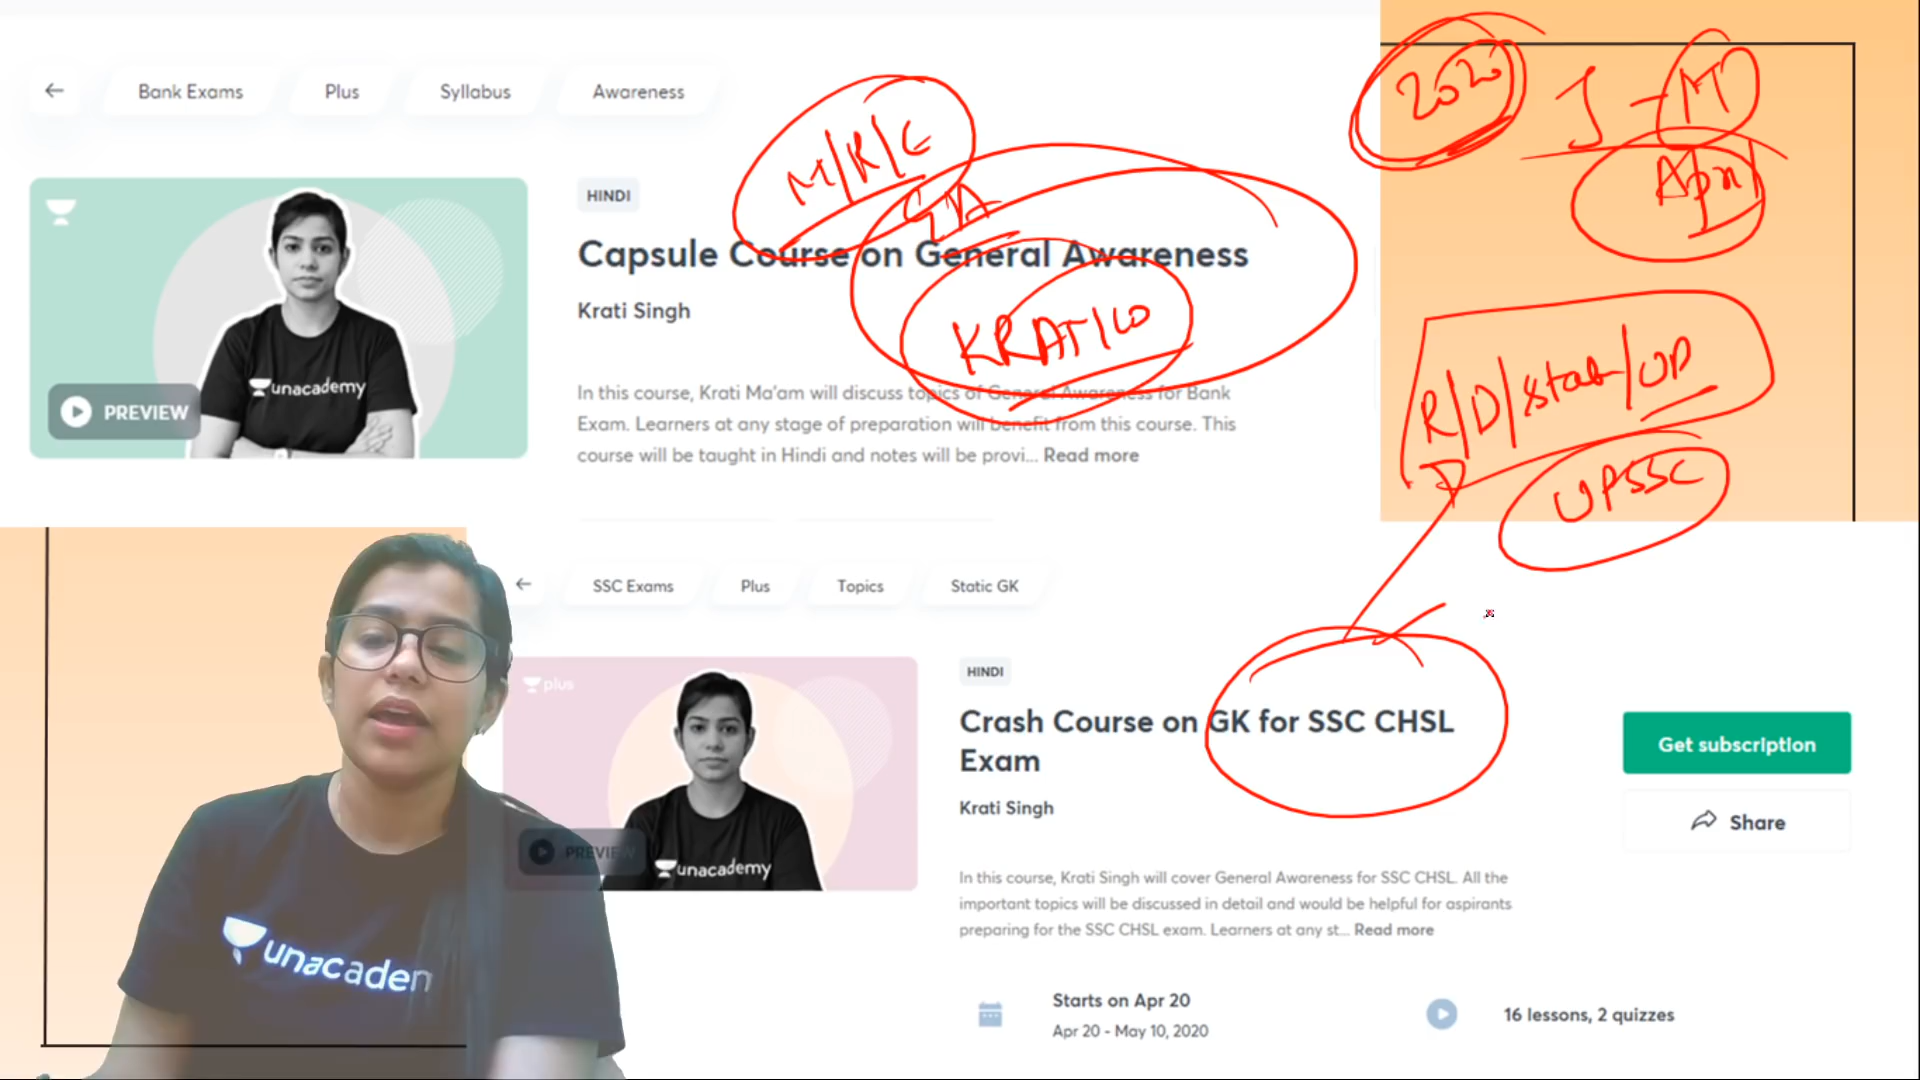 Bank Exams Plus Syllabus Awareness
2020 J - M
April
M/R/C
GA
HINDI
Capsule Course on General Awareness
Krati Singh
KRATI10
In this course, Krati Ma'am will discuss topics of General Awareness for Bank
Exam. Learners at any stage of preparation will benefit from this course. This
course will be taught in Hindi and notes will be provi... Read more
unacademy
PREVIEW
R/D/state/UP
UPSSC
SSC Exams Plus Topics Static GK
plus
HINDI
Crash Course on GK for SSC CHSL
Exam
Krati Singh
PREVIEW
unacademy
Get subscription
Share
In this course, Krati Singh will cover General Awareness for SSC CHSL. All the
important topics will be discussed in detail and would be helpful for aspirants
preparing for the SSC CHSL exam. Learners at any st... Read more
unacadem
Starts on Apr 20
Apr 20 - May 10, 2020
16 lessons, 2 quizzes